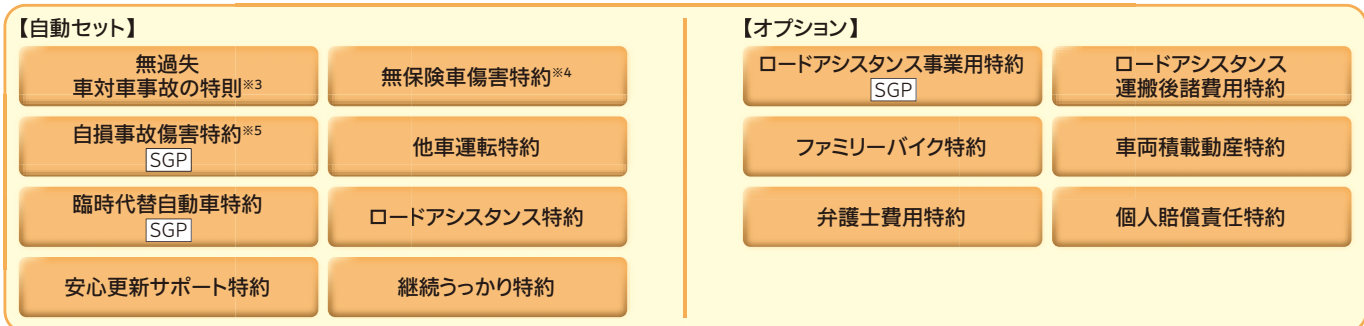 【自動セット】
無過失
車対車事故の特則※3
無保険車傷害特約※4
自損事故傷害特約※5
SGP
他車運転特約
臨時代替自動車特約
SGP
ロードアシスタンス特約
安心更新サポート特約
継続うっかり特約
【オプション】
ロードアシスタンス事業用特約
SGP
ロードアシスタンス
運搬後諸費用特約
ファミリーバイク特約
車両積載動産特約
弁護士費用特約
個人賠償責任特約